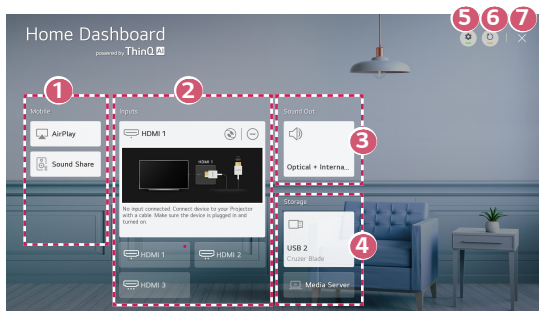 Home Dashboard
powered by ThinQ AI
5 6 7
1
2
Mobile
Inputs
Sound Out
AirPlay
Sound Share
HDMI 1
HDMI 1
No input connected. Connect device to your Projector
with a cable. Make sure the device is plugged in and
turned on.
HDMI 1
HDMI 2
HDMI 3
3
Optical + Interna...
Storage
4
USB 2
Cruzer Blade
Media Server